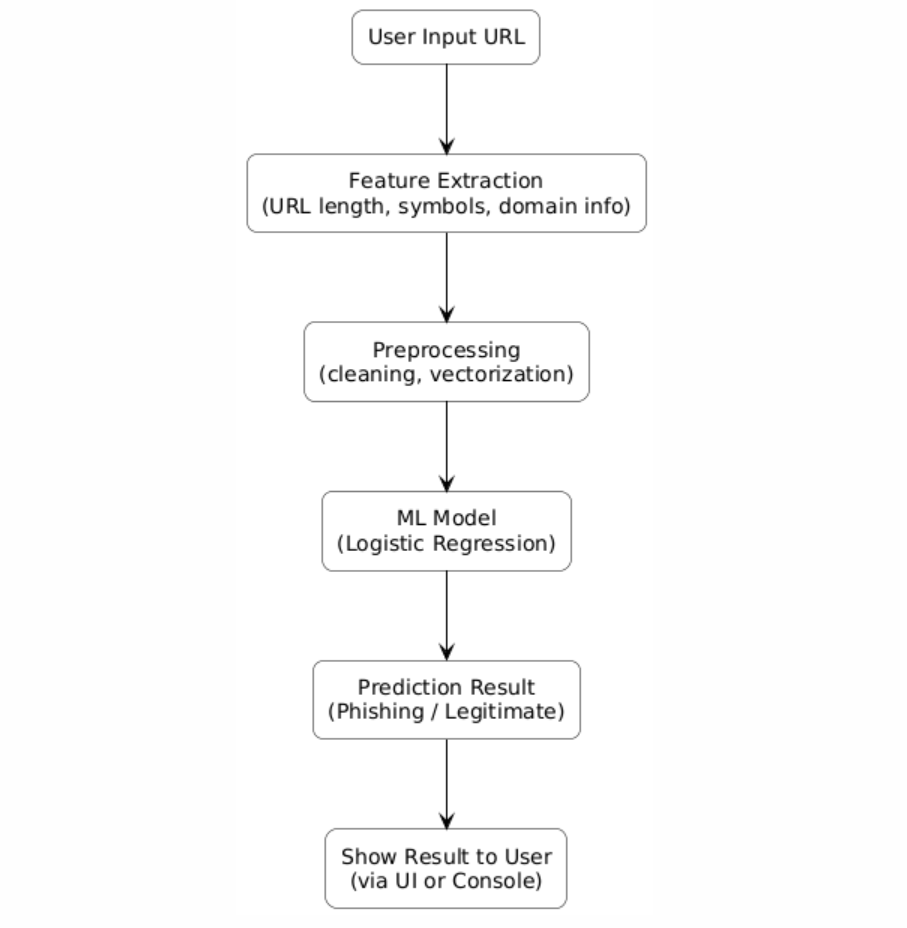 User Input URL
Feature Extraction
(URL length, symbols, domain info)
Preprocessing
(cleaning, vectorization)
ML Model
(Logistic Regression)
Prediction Result
(Phishing / Legitimate)
Show Result to User
(via UI or Console)